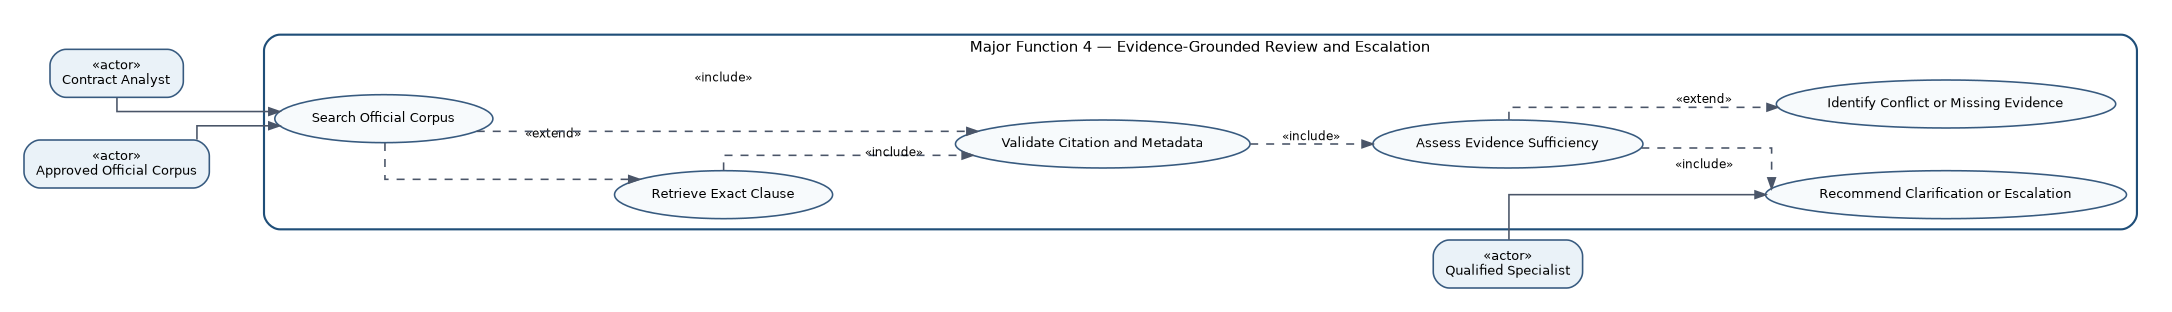 Major Function 4 — Evidence-Grounded Review and Escalation
«actor»
Contract Analyst
«actor»
Approved Official Corpus
Search Official Corpus
«include»
«extend»
Retrieve Exact Clause
«include»
Validate Citation and Metadata
«include»
Assess Evidence Sufficiency
«extend»
Identify Conflict or Missing Evidence
«include»
Recommend Clarification or Escalation
«actor»
Qualified Specialist